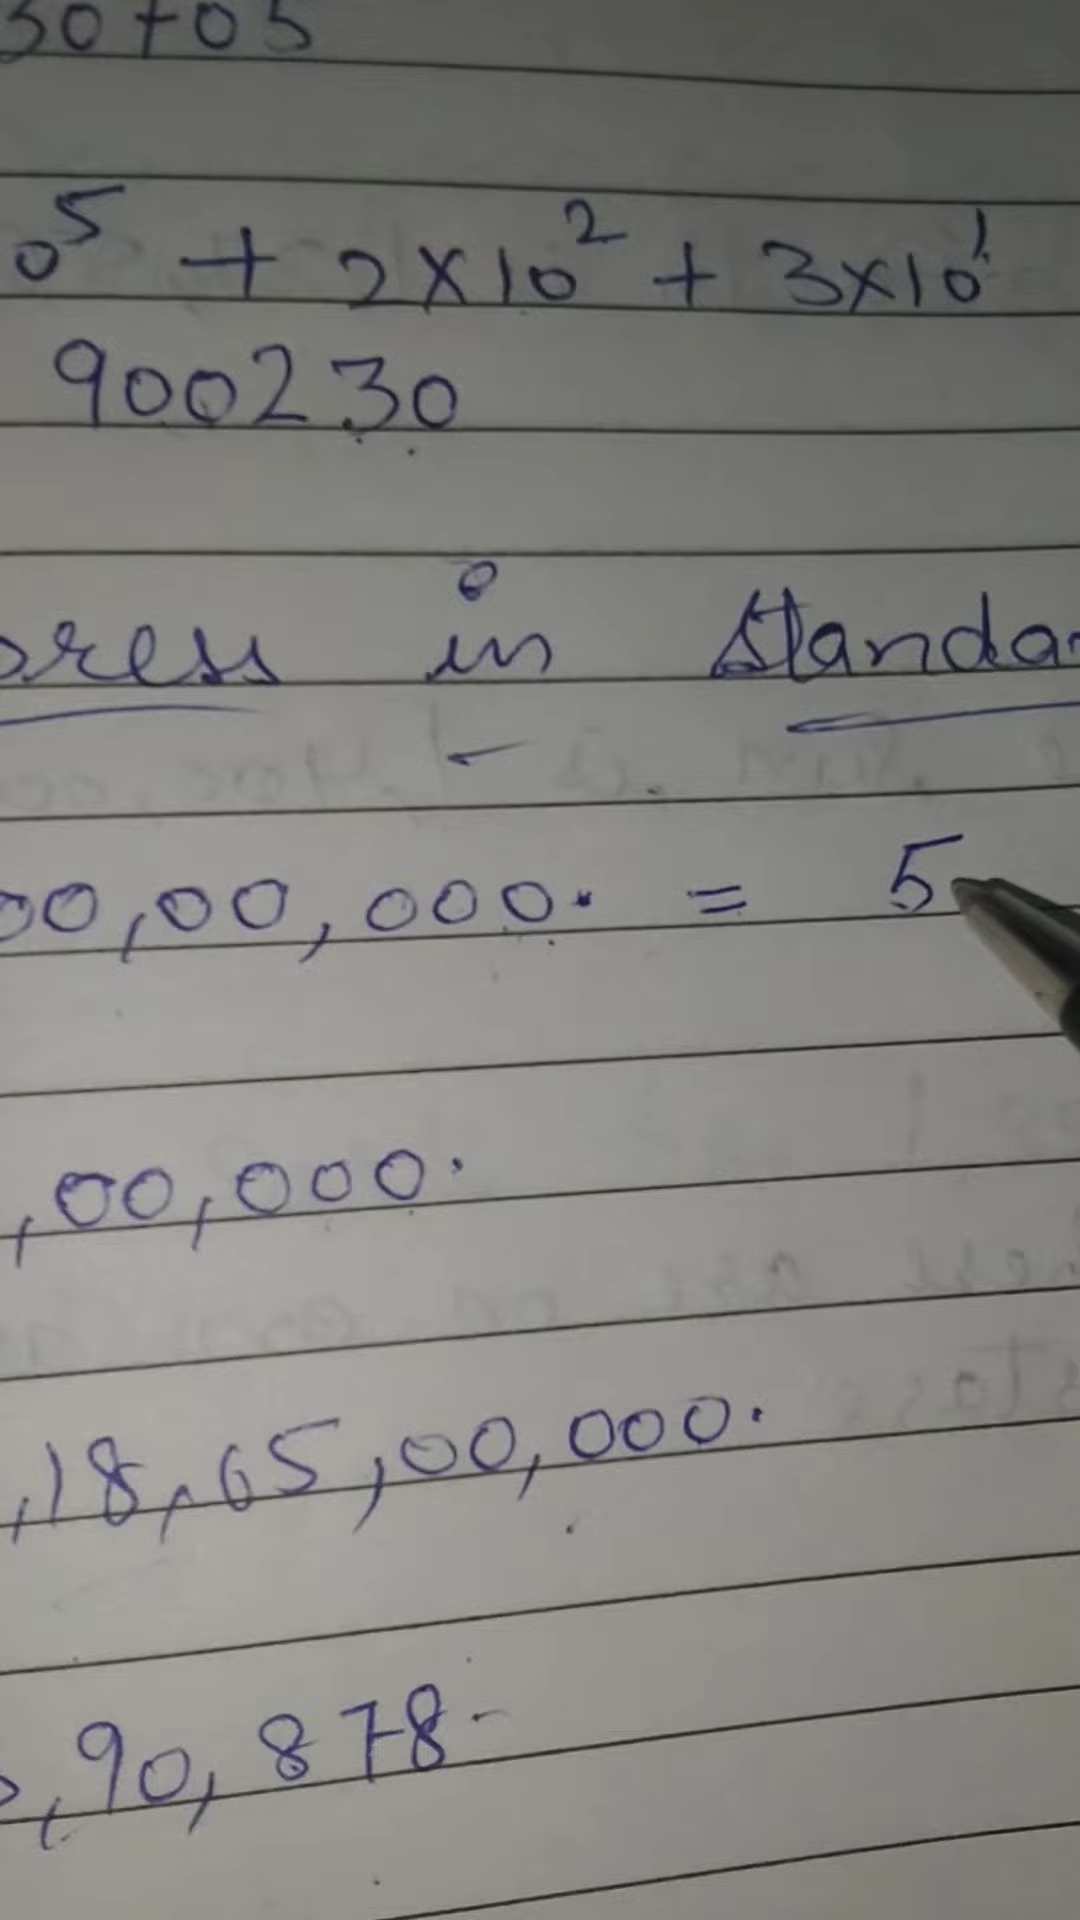 30+05
0⁵ + 2×10² + 3×10¹
900230
ress in Standa
00,00,000. = 5
,00,000.
,18,65,00,000.
,90,878.